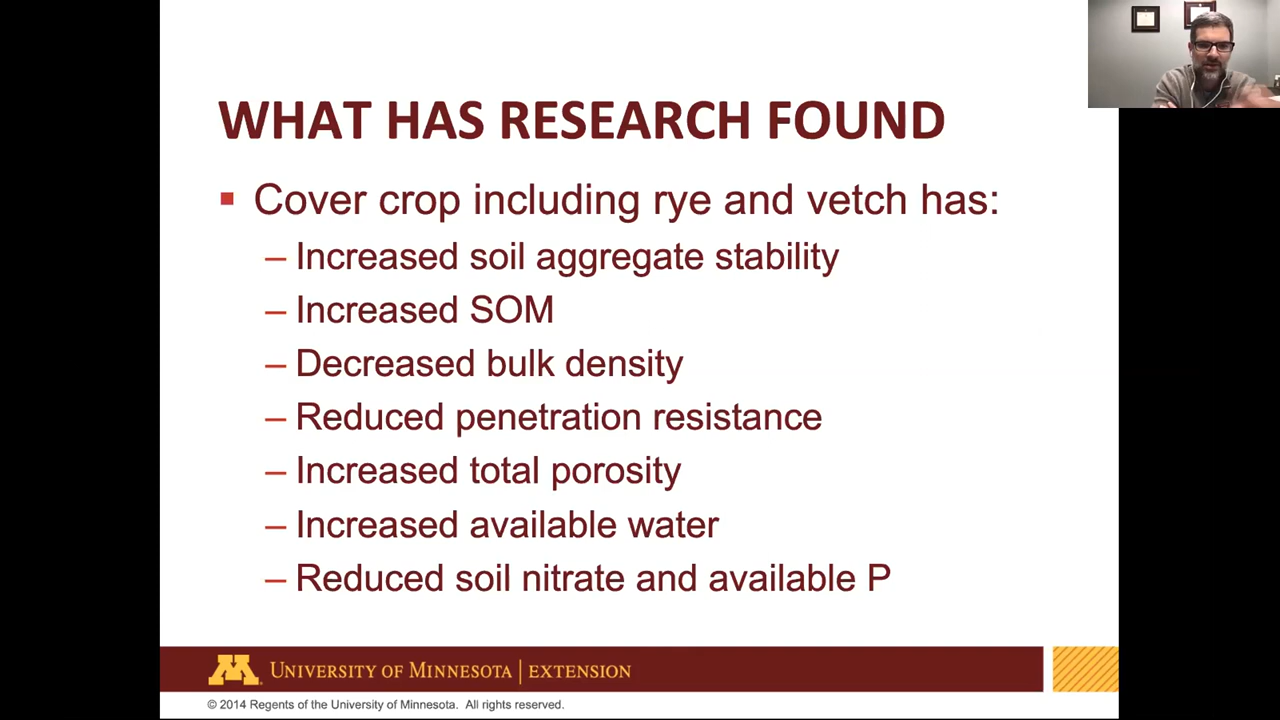 WHAT HAS RESEARCH FOUND
▪ Cover crop including rye and vetch has:
– Increased soil aggregate stability
– Increased SOM
– Decreased bulk density
– Reduced penetration resistance
– Increased total porosity
– Increased available water
– Reduced soil nitrate and available P
M UNIVERSITY OF MINNESOTA | EXTENSION
© 2014 Regents of the University of Minnesota. All rights reserved.